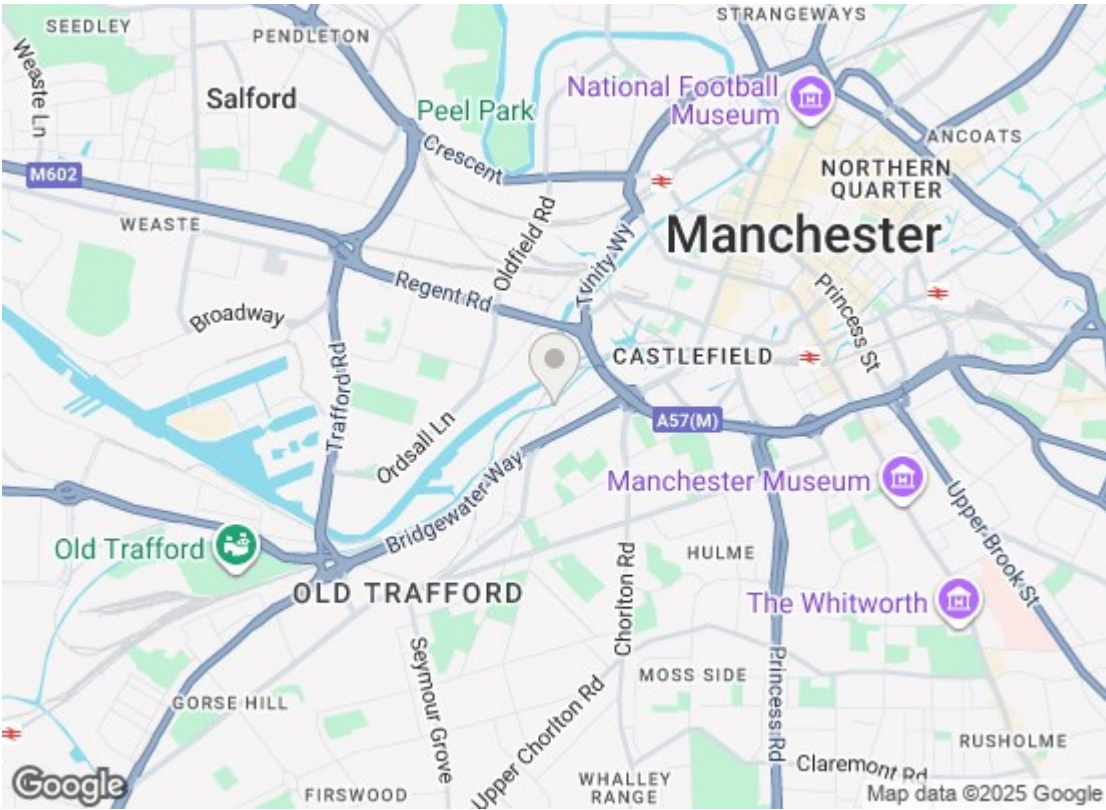 SEEDLEY
STRANGEWAYS
PENDLETON
Weaste Ln
Salford
Peel Park
National Football
Museum
Crescent
ANCOATS
NORTHERN
QUARTER
M602
WEASTE
Oldfield Rd
Trinity Wy
Manchester
Regent Rd
Princess St
Broadway
Trafford Rd
CASTLEFIELD
A57(M)
Ordsall Ln
Bridgewater Way
Manchester Museum
Upper Brook St
Old Trafford
HULME
OLD TRAFFORD
Chorlton Rd
The Whitworth
Seymour Grove
MOSS SIDE
Princess Rd
GORSE HILL
Upper Chorlton Rd
RUSHOLME
Claremont Rd
WHALLEY
RANGE
FIRSWOOD
Google
Map data ©2025 Google